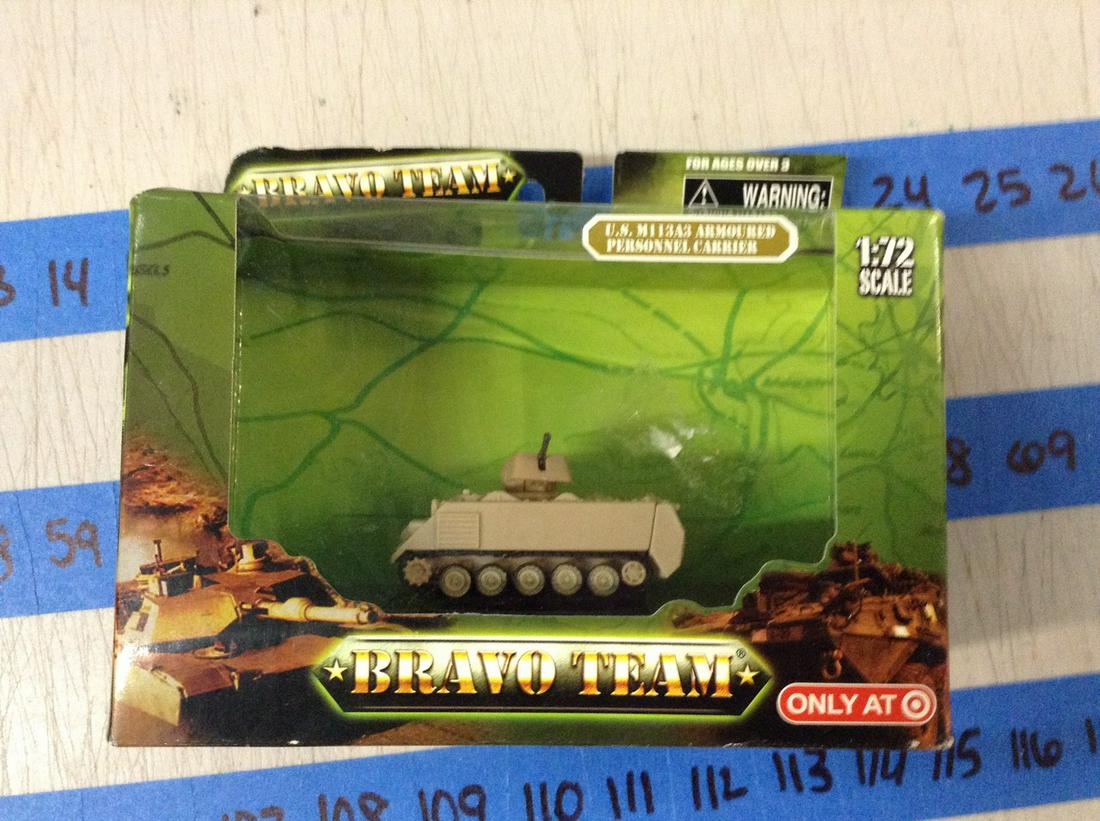 BRAVO TEAM
FOR AGES OVER 3
WARNING:
24 25
U.S. M113A3 ARMOURED
PERSONNEL CARRIER
1:72
SCALE
14
69
59
BRAVO TEAM®
ONLY AT
108 109 110 111 112 113 114 115 116